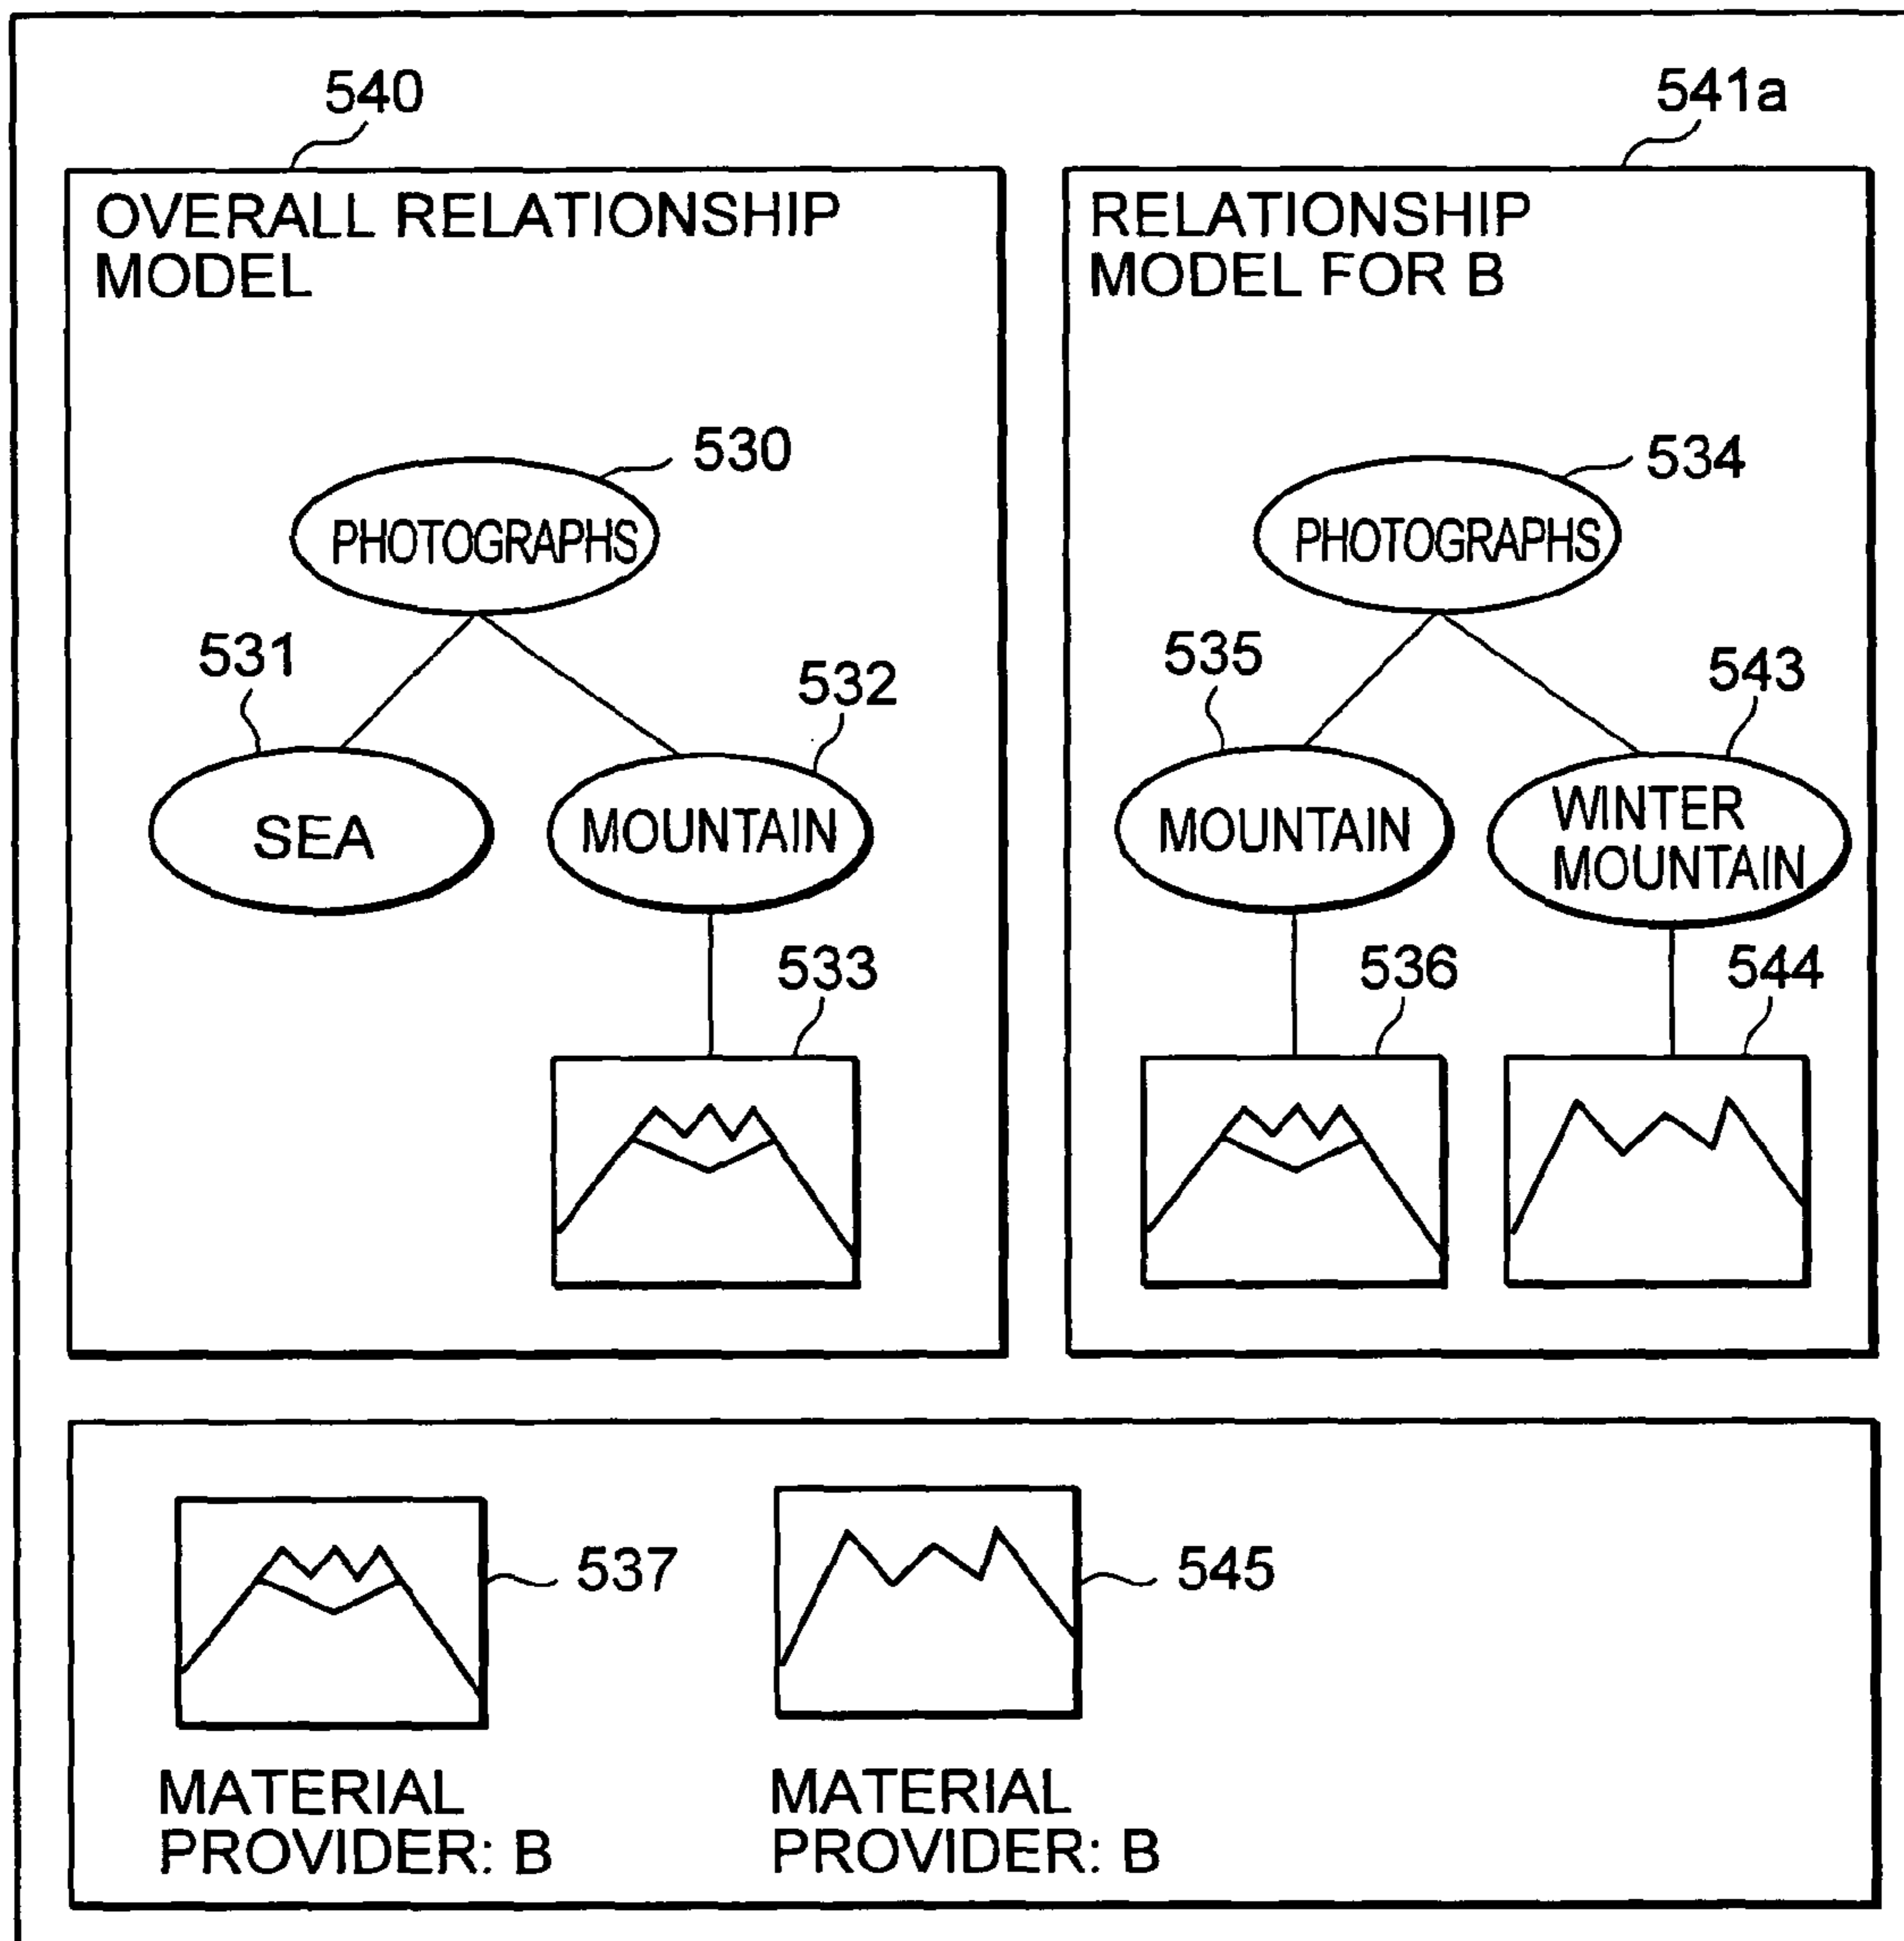 540
541a
OVERALL RELATIONSHIP
MODEL
RELATIONSHIP
MODEL FOR B
530
PHOTOGRAPHS
531
532
SEA
MOUNTAIN
533
534
PHOTOGRAPHS
535
543
MOUNTAIN
WINTER
MOUNTAIN
536
544
537
MATERIAL
PROVIDER: B
545
MATERIAL
PROVIDER: B